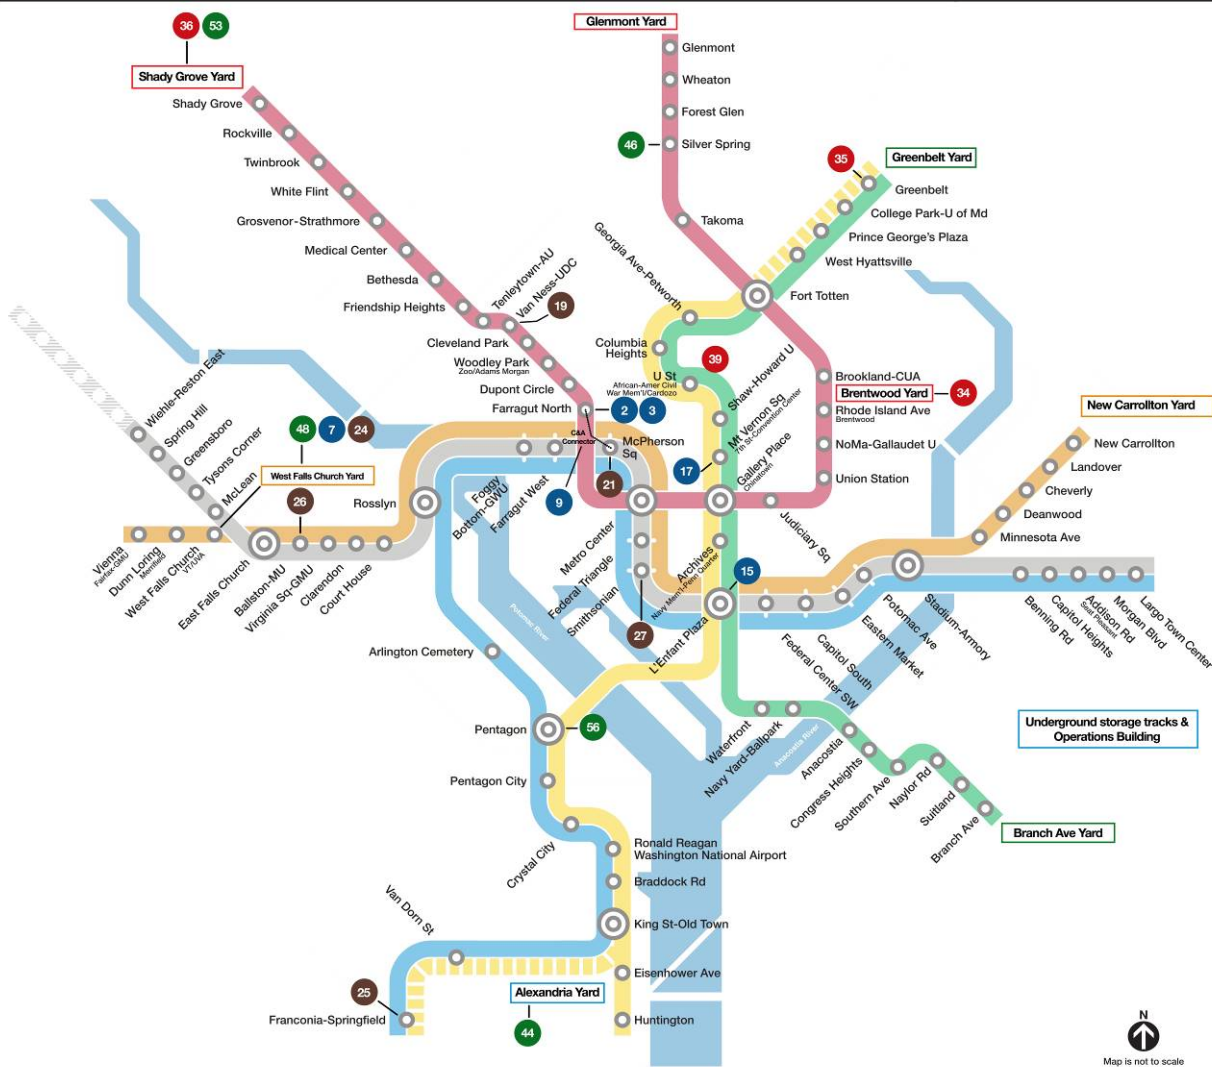 36
53
Shady Grove Yard
Glenmont Yard
Shady Grove
Rockville
Twinbrook
White Flint
Grosvenor-Strathmore
Medical Center
Bethesda
Friendship Heights
Tenleytown-AU
Van Ness-UDC
19
Cleveland Park
Woodley Park
Zoo/Adams Morgan
Dupont Circle
Farragut North
2
3
C&A
Connector
9
Glenmont
Wheaton
Forest Glen
46
Silver Spring
Takoma
35
Greenbelt Yard
Greenbelt
College Park-U of Md
Prince George's Plaza
West Hyattsville
Fort Totten
Georgia Ave-Petworth
Columbia
Heights
39
U St
African-Amer Civil
War Mem'l/Cardozo
Shaw-Howard U
Mt Vernon Sq
7th St-Convention Center
17
Gallery Place
Chinatown
Brookland-CUA
Brentwood Yard
34
Rhode Island Ave
Brentwood
NoMa-Gallaudet U
Union Station
Judiciary Sq
New Carrollton Yard
New Carrollton
Landover
Cheverly
Deanwood
Minnesota Ave
Wiehle-Reston East
Spring Hill
Greensboro
Tysons Corner
McLean
48
7
24
West Falls Church Yard
26
Vienna
Fairfax-GMU
Dunn Loring
Merrifield
West Falls Church
VT/UVA
East Falls Church
Ballston-MU
Virginia Sq-GMU
Clarendon
Court House
Rosslyn
Foggy
Bottom-GWU
Farragut West
McPherson
Sq
21
Metro Center
Federal Triangle
Smithsonian
27
Archives
Navy Mem'l-Penn Quarter
15
L'Enfant Plaza
Federal Center SW
Capitol South
Eastern Market
Potomac Ave
Stadium-Armory
Benning Rd
Capitol Heights
Addison Rd
Seat Pleasant
Morgan Blvd
Largo Town Center
Potomac River
Arlington Cemetery
Pentagon
56
Pentagon City
Crystal City
Ronald Reagan
Washington National Airport
Braddock Rd
King St-Old Town
Van Dorn St
Eisenhower Ave
Huntington
25
Franconia-Springfield
Alexandria Yard
44
Waterfront
Navy Yard-Ballpark
Anacostia River
Anacostia
Congress Heights
Southern Ave
Naylor Rd
Suitland
Branch Ave
Branch Ave Yard
Underground storage tracks &
Operations Building
N
Map is not to scale